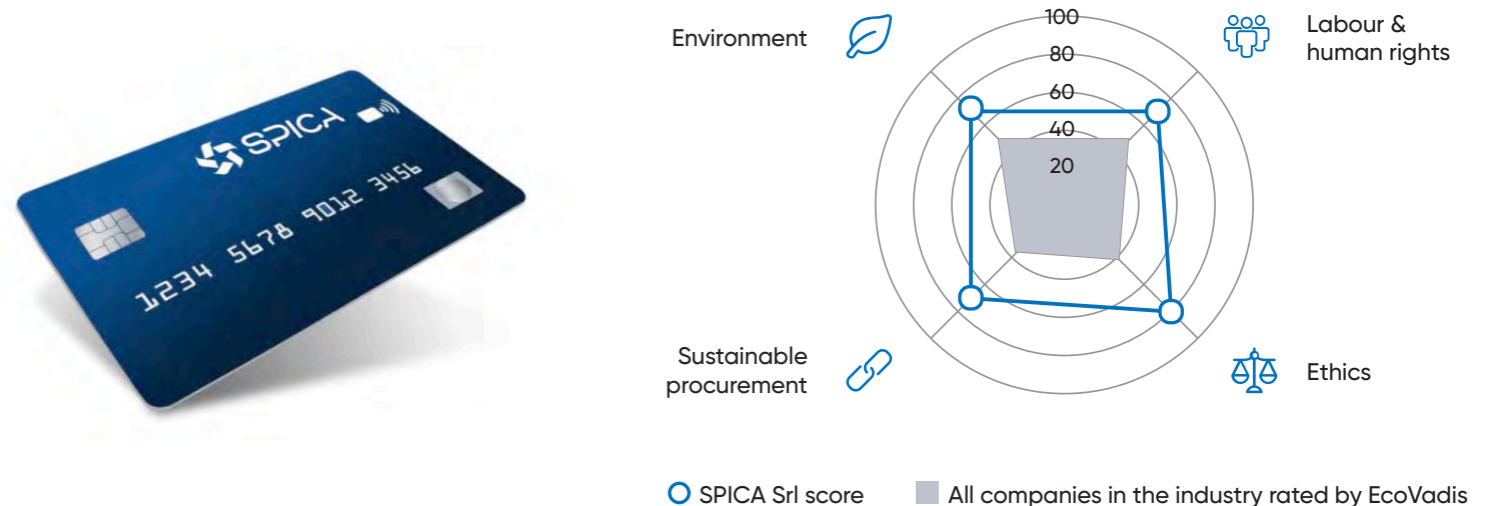 SPICA
1234 5678 9012 3456
Environment
100
80
60
40
20
Labour &
human rights
Sustainable
procurement
Ethics
SPICA Srl score
All companies in the industry rated by EcoVadis